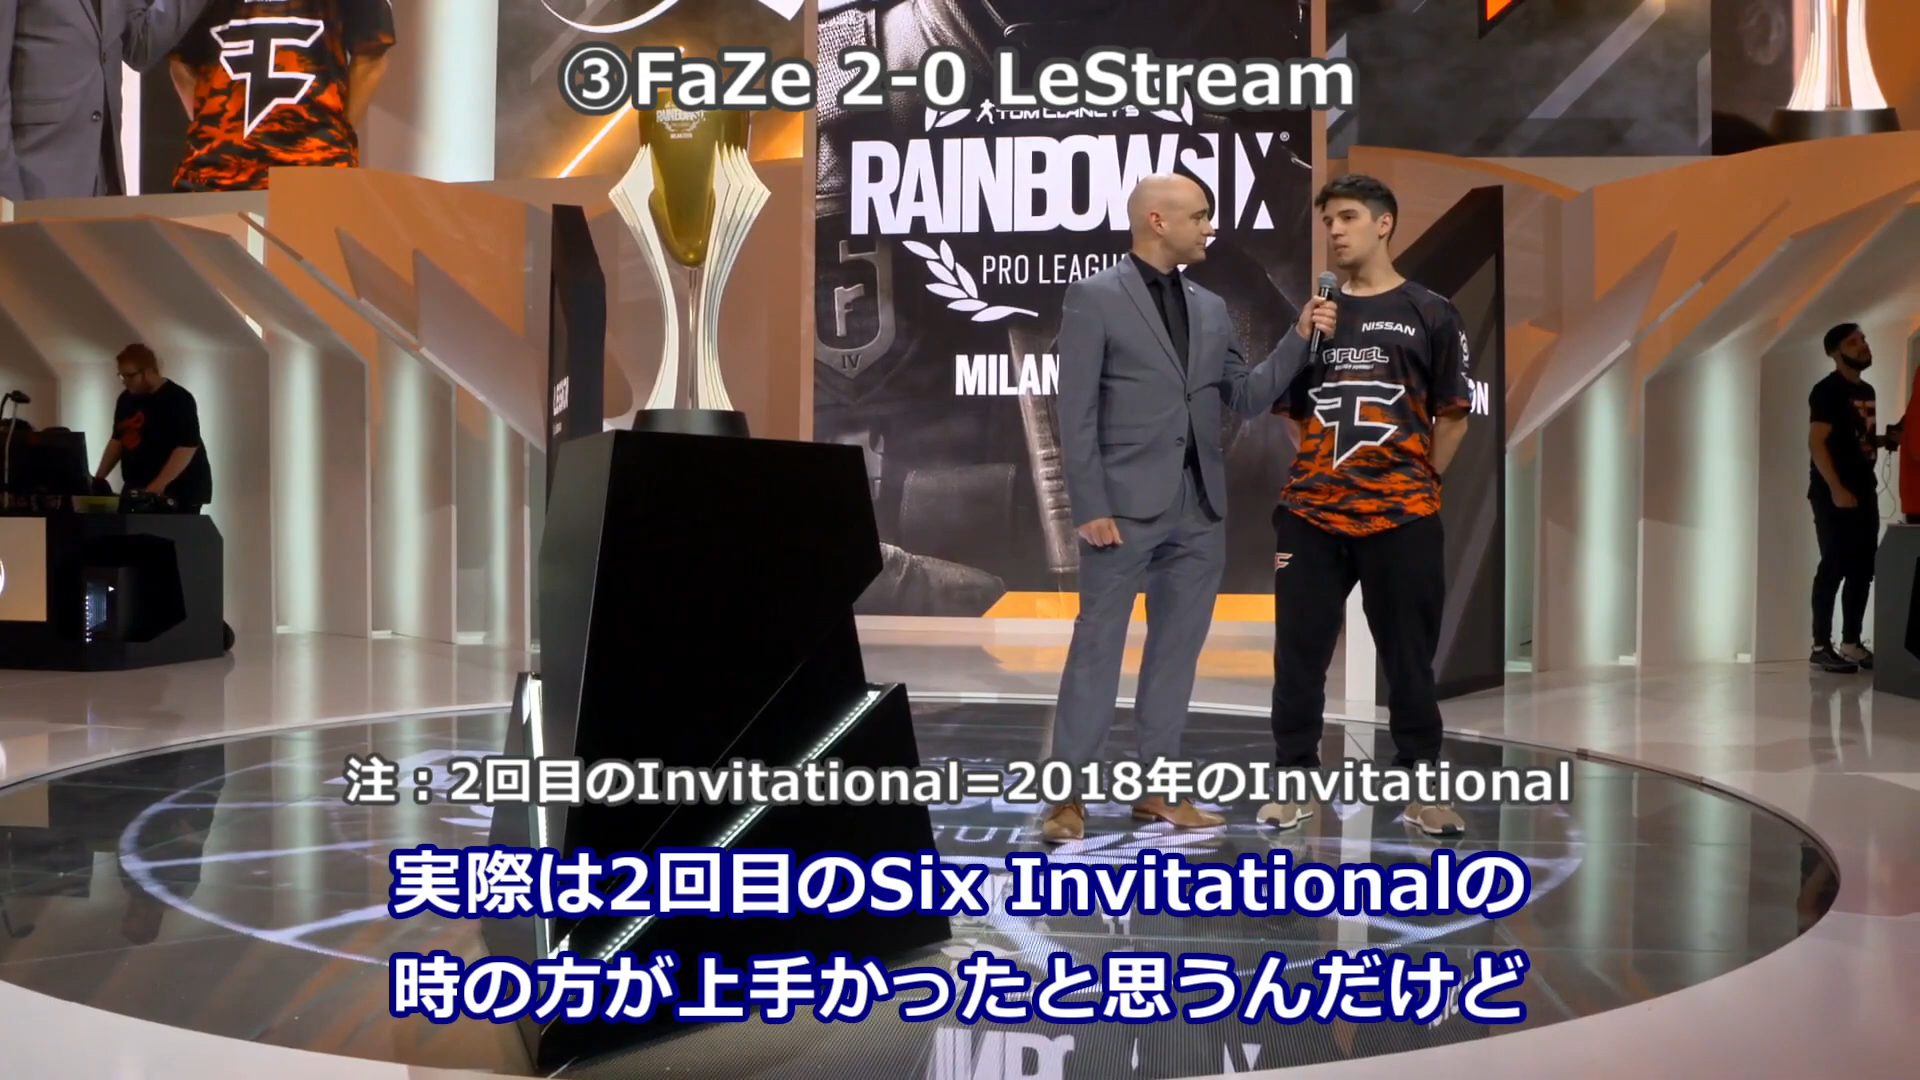 ③FaZe 2-0 LeStream
TOM CLANCY'S
RAINBOW SIX
PRO LEAGUE
MILAN
NISSAN
G FUEL
IV
注：2回目のInvitational=2018年のInvitational
実際は2回目のSix Invitationalの
時の方が上手かったと思うんだけど